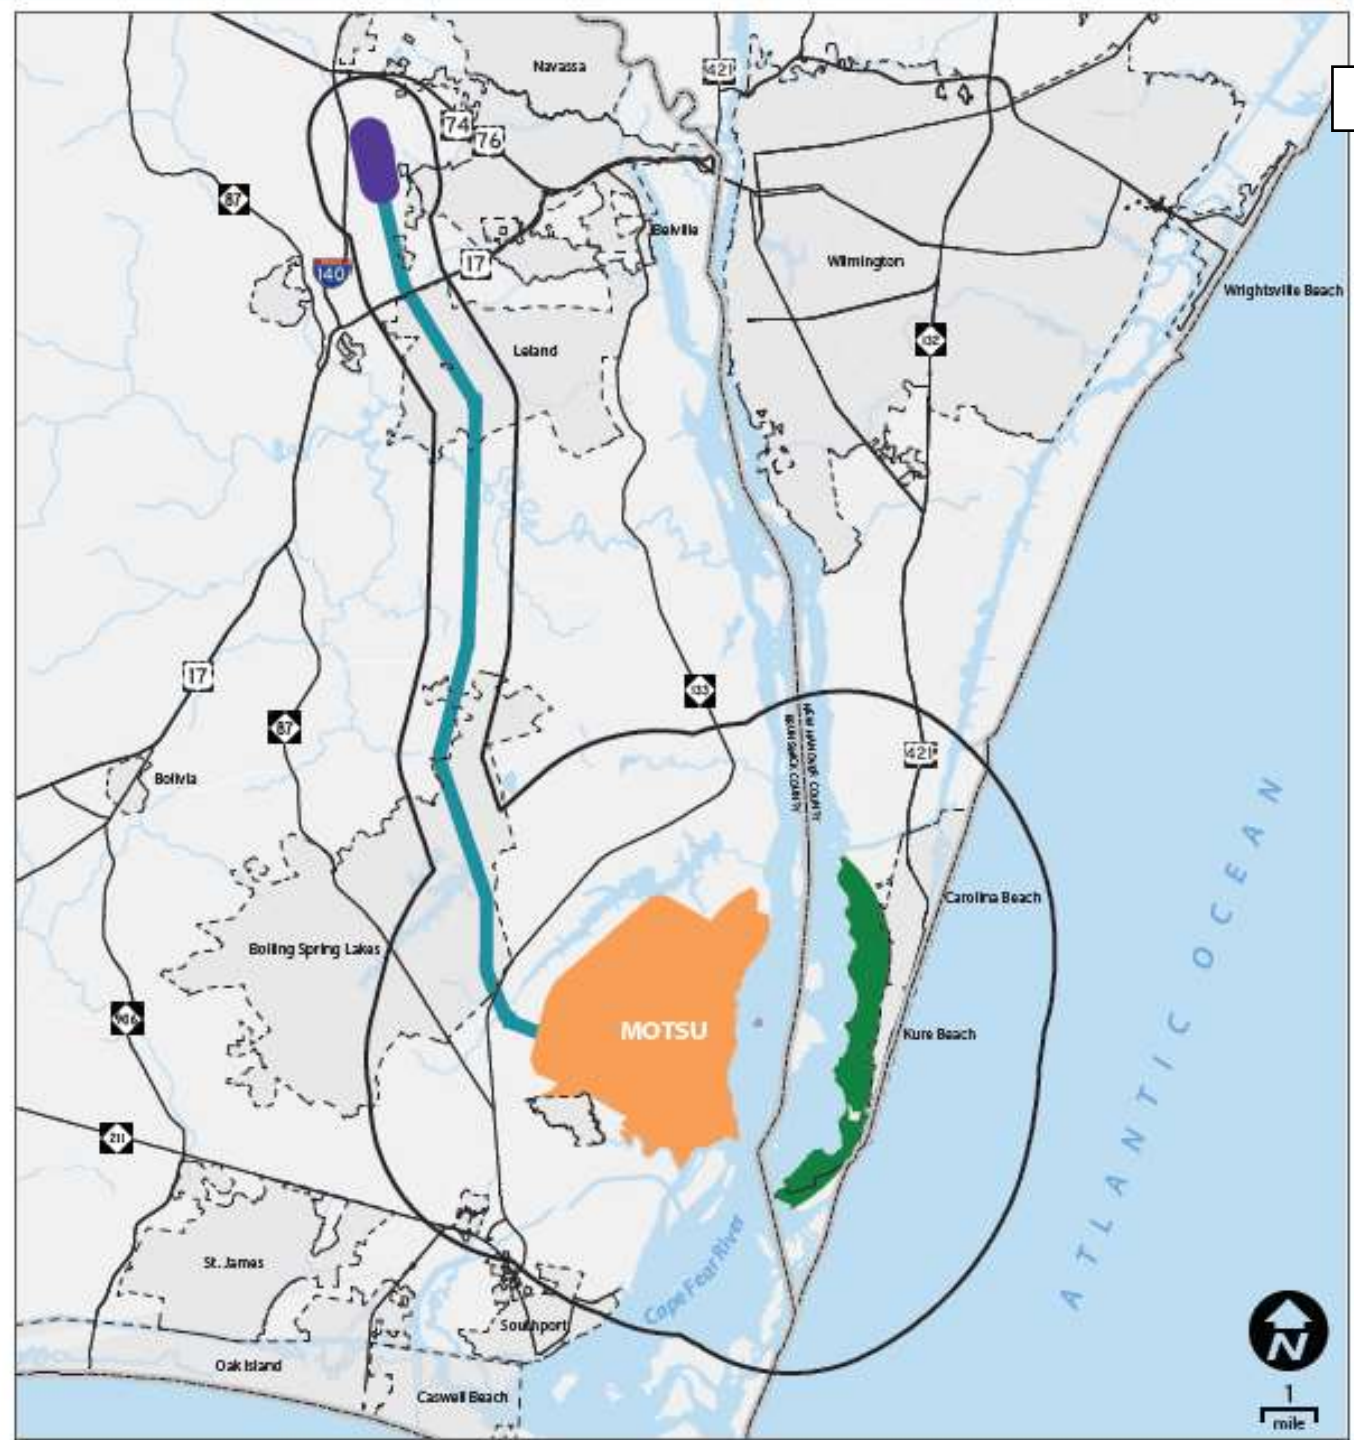 Navassa
421
74
76
87
Belville
17
Wilmington
140
Wrightsville Beach
Leland
132
17
133
87
421
NEW HANOVER COUNTY
BRUNSWICK COUNTY
Bolivia
Carolina Beach
Boiling Spring Lakes
906
MOTSU
Kure Beach
ATLANTIC OCEAN
211
St. James
Cape Fear River
Southport
Oak Island
Caswell Beach
N
1
mile